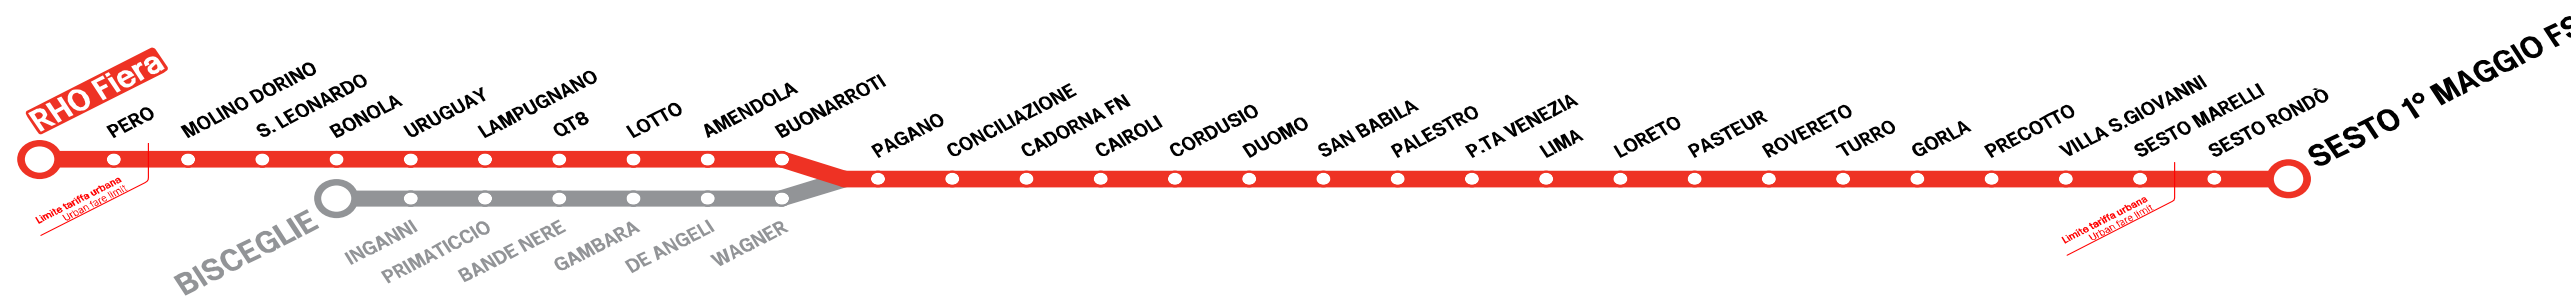 RHO Fiera
PERO
MOLINO DORINO
S. LEONARDO
BONOLA
URUGUAY
LAMPUGNANO
QT8
LOTTO
AMENDOLA
BUONARROTI
PAGANO
CONCILIAZIONE
CADORNA FN
CAIROLI
CORDUSIO
DUOMO
SAN BABILA
PALESTRO
P.TA VENEZIA
LIMA
LORETO
PASTEUR
ROVERETO
TURRO
GORLA
PRECOTTO
VILLA S.GIOVANNI
SESTO MARELLI
SESTO RONDÒ
SESTO 1° MAGGIO FS
Limite tariffa urbana
Urban fare limit
BISCEGLIE
INGANNI
PRIMATICCIO
BANDE NERE
GAMBARA
DE ANGELI
WAGNER
Limite tariffa urbana
Urban fare limit